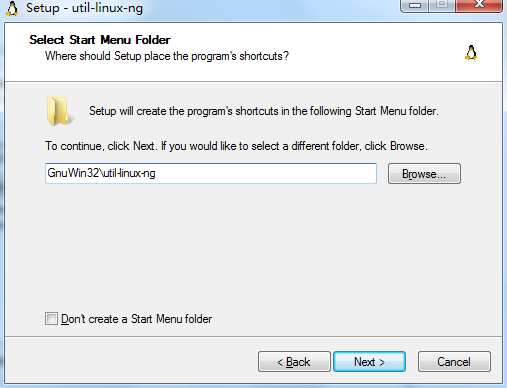 Setup - util-linux-ng
Select Start Menu Folder
Where should Setup place the program's shortcuts?
Setup will create the program's shortcuts in the following Start Menu folder.
To continue, click Next. If you would like to select a different folder, click Browse.
GnuWin32\util-linux-ng
Browse...
Don't create a Start Menu folder
< Back
Next >
Cancel